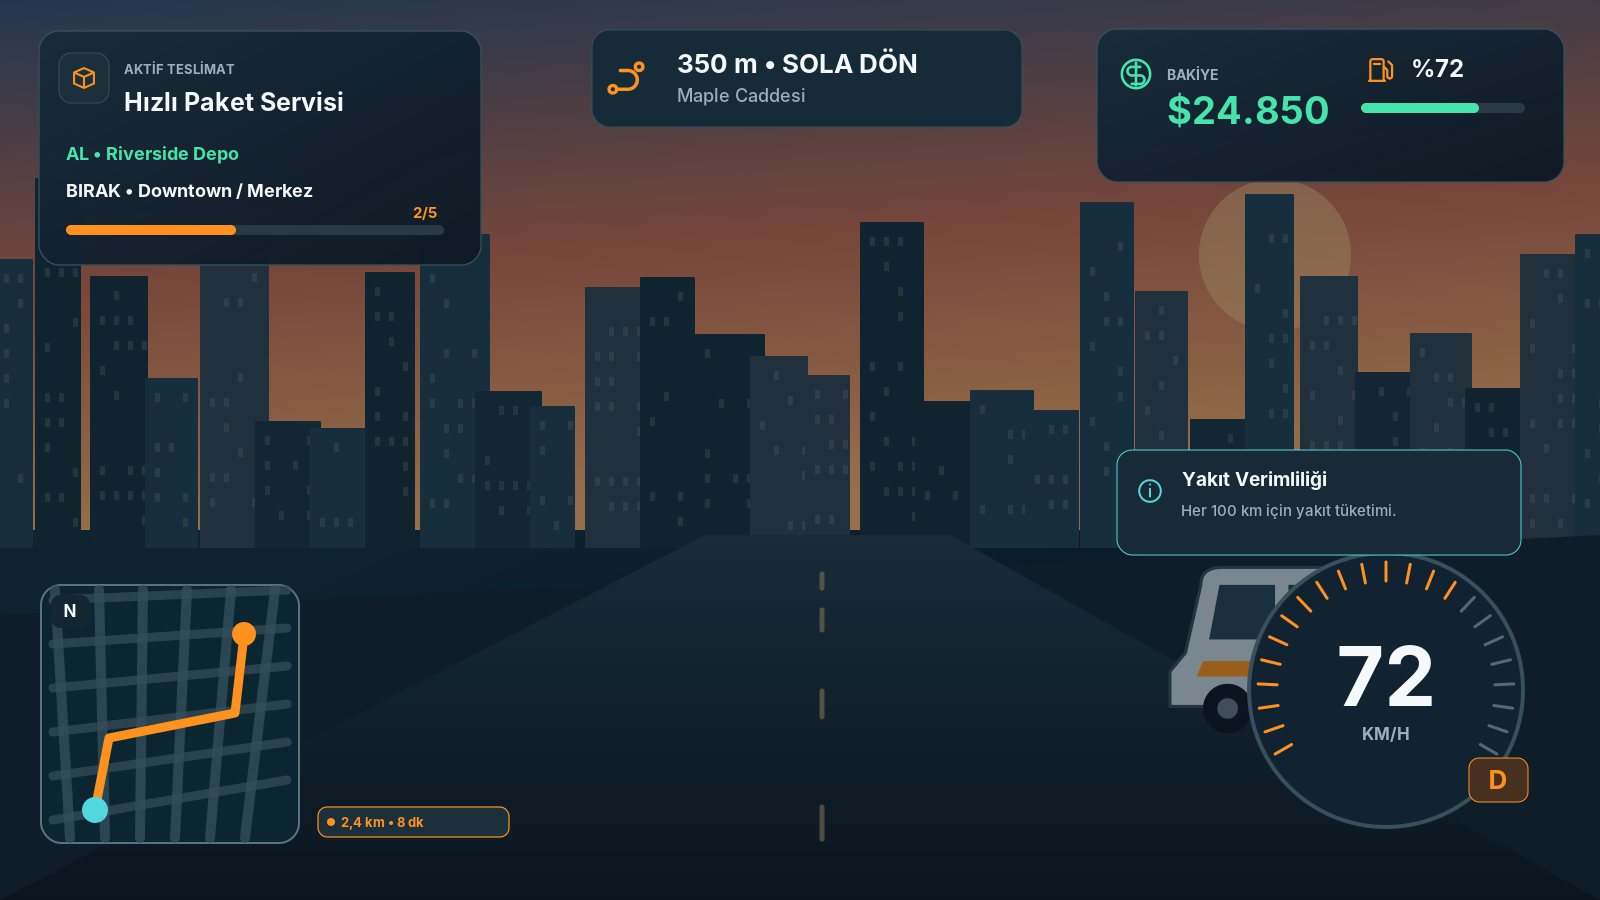 AKTİF TESLİMAT
Hızlı Paket Servisi
AL • Riverside Depo
BIRAK • Downtown / Merkez
2/5
350 m • SOLA DÖN
Maple Caddesi
BAKİYE
$24.850
%72
Yakıt Verimliliği
Her 100 km için yakıt tüketimi.
N
2,4 km • 8 dk
72
KM/H
D